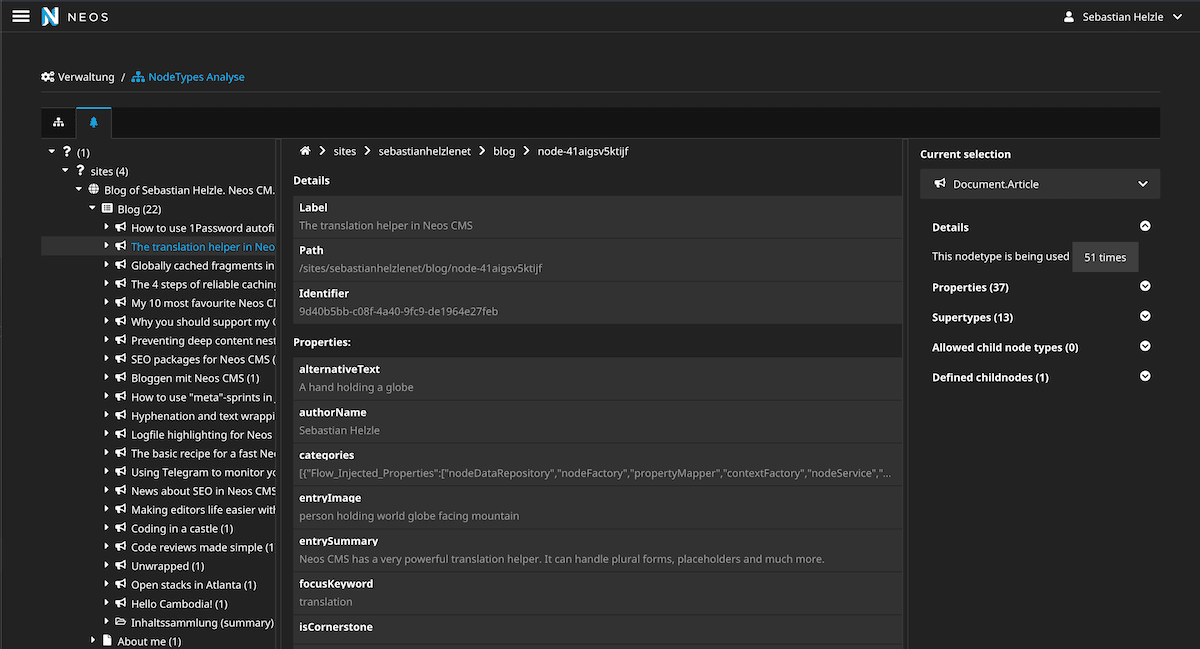 NEOS
Sebastian Helzle
Verwaltung / NodeTypes Analyse
? (1)
? sites (4)
Blog of Sebastian Helzle. Neos CM.
Blog (22)
How to use 1Password autofi
The translation helper in Neo
Globally cached fragments in
The 4 steps of reliable caching
My 10 most favourite Neos C
Why you should support my
Preventing deep content nest
SEO packages for Neos CMS (
Bloggen mit Neos CMS (1)
How to use "meta"-sprints in
Hyphenation and text wrappi
Logfile highlighting for Neos
The basic recipe for a fast Ne
Using Telegram to monitor yo
News about SEO in Neos CMS
Making editors life easier with
Coding in a castle (1)
Code reviews made simple (1
Unwrapped (1)
Open stacks in Atlanta (1)
Hello Cambodia! (1)
Inhaltssammlung (summary)
About me (1)
sites > sebastianhelzlenet > blog > node-41aigsv5ktijf
Details
Label
The translation helper in Neos CMS
Path
/sites/sebastianhelzlenet/blog/node-41aigsv5ktijf
Identifier
9d40b5bb-c08f-4a40-9fc9-de1964e27feb
Properties:
alternativeText
A hand holding a globe
authorName
Sebastian Helzle
categories
[{"Flow_Injected_Properties":["nodeDataRepository","nodeFactory","propertyMapper","contextFactory","nodeService","...
entryImage
person holding world globe facing mountain
entrySummary
Neos CMS has a very powerful translation helper. It can handle plural forms, placeholders and much more.
focusKeyword
translation
isCornerstone
Current selection
Document.Article
Details
This nodetype is being used 51 times
Properties (37)
Supertypes (13)
Allowed child node types (0)
Defined childnodes (1)